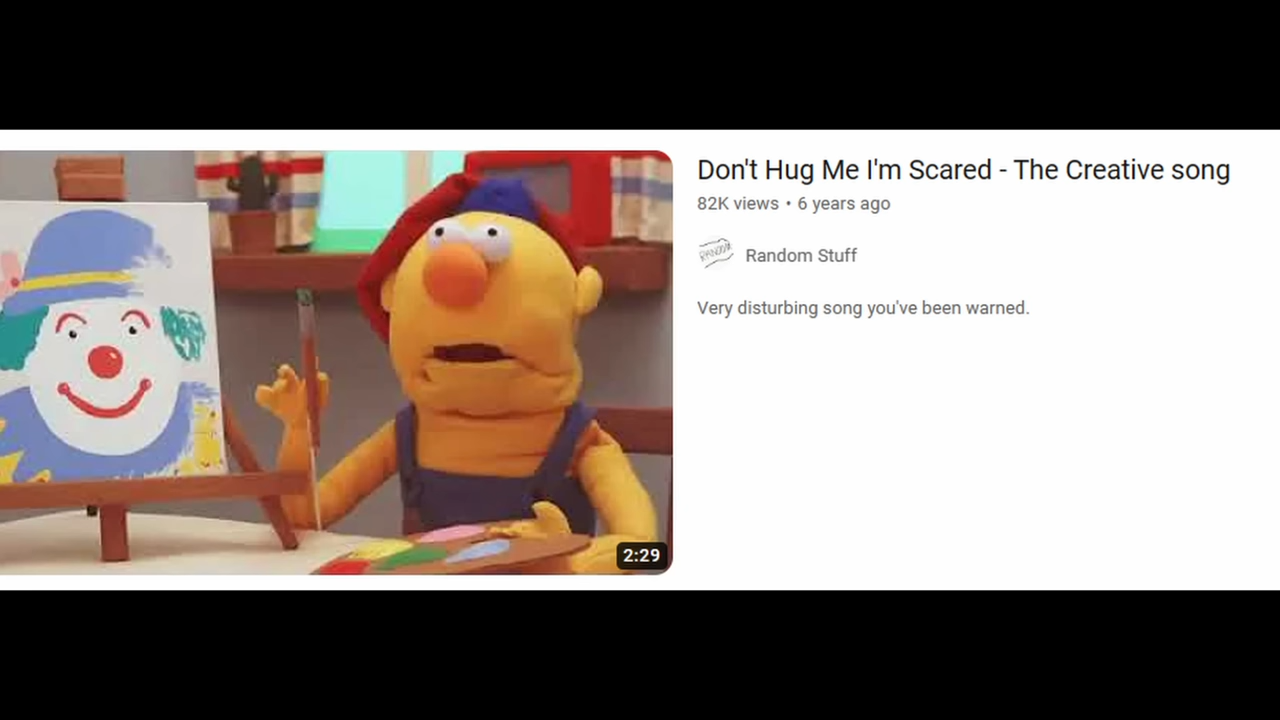 Don't Hug Me I'm Scared - The Creative song
82K views • 6 years ago
RANDOM
Random Stuff
Very disturbing song you've been warned.
2:29